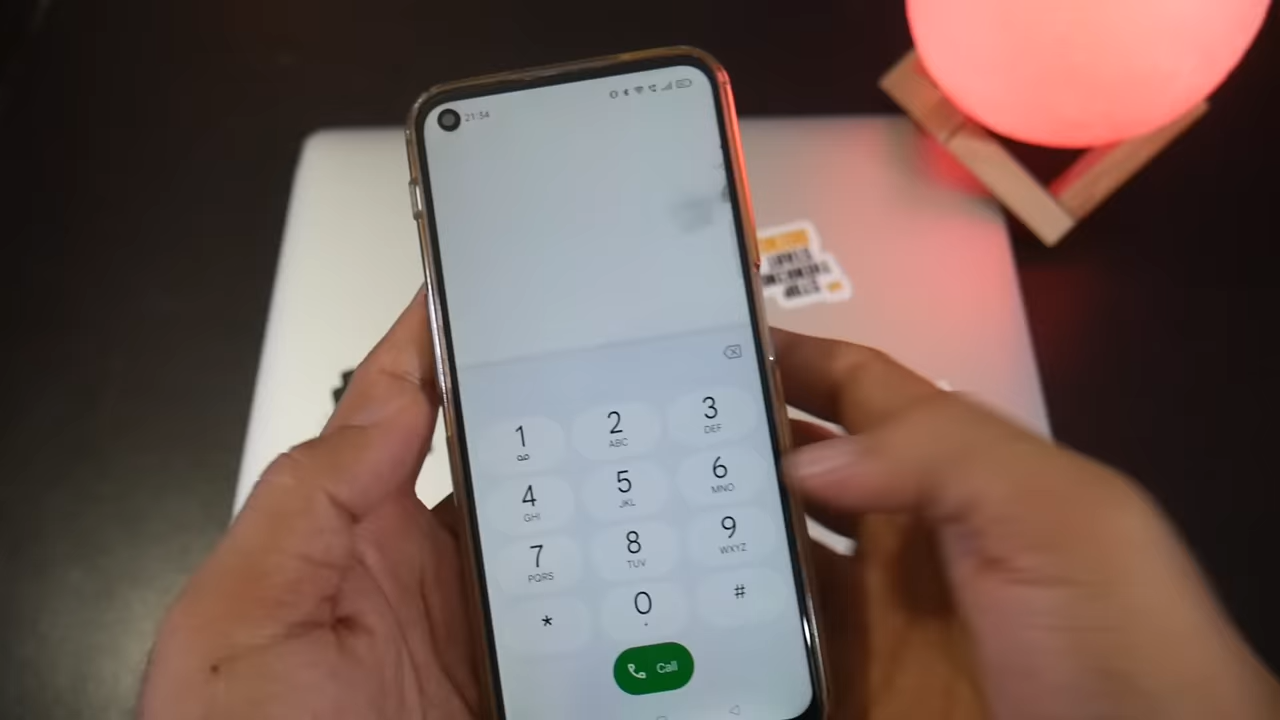 21:54
1
2
ABC
3
DEF
4
GHI
5
JKL
6
MNO
7
PQRS
8
TUV
9
WXYZ
*
0
#
Call